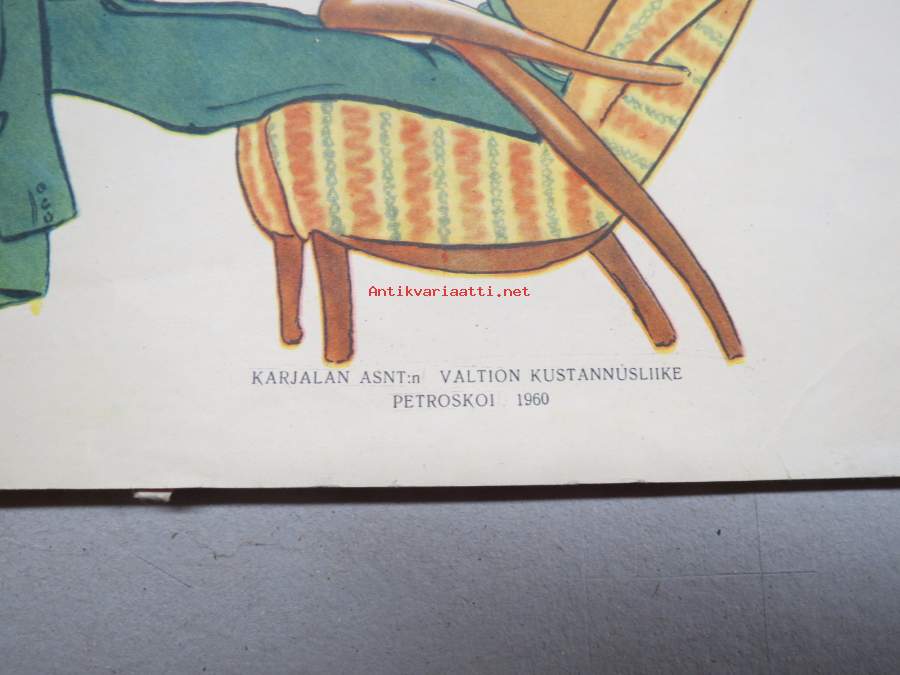 Antikvariaatti.net
KARJALAN ASNT:n VALTION KUSTANNUSLIIKE
PETROSKOI 1960